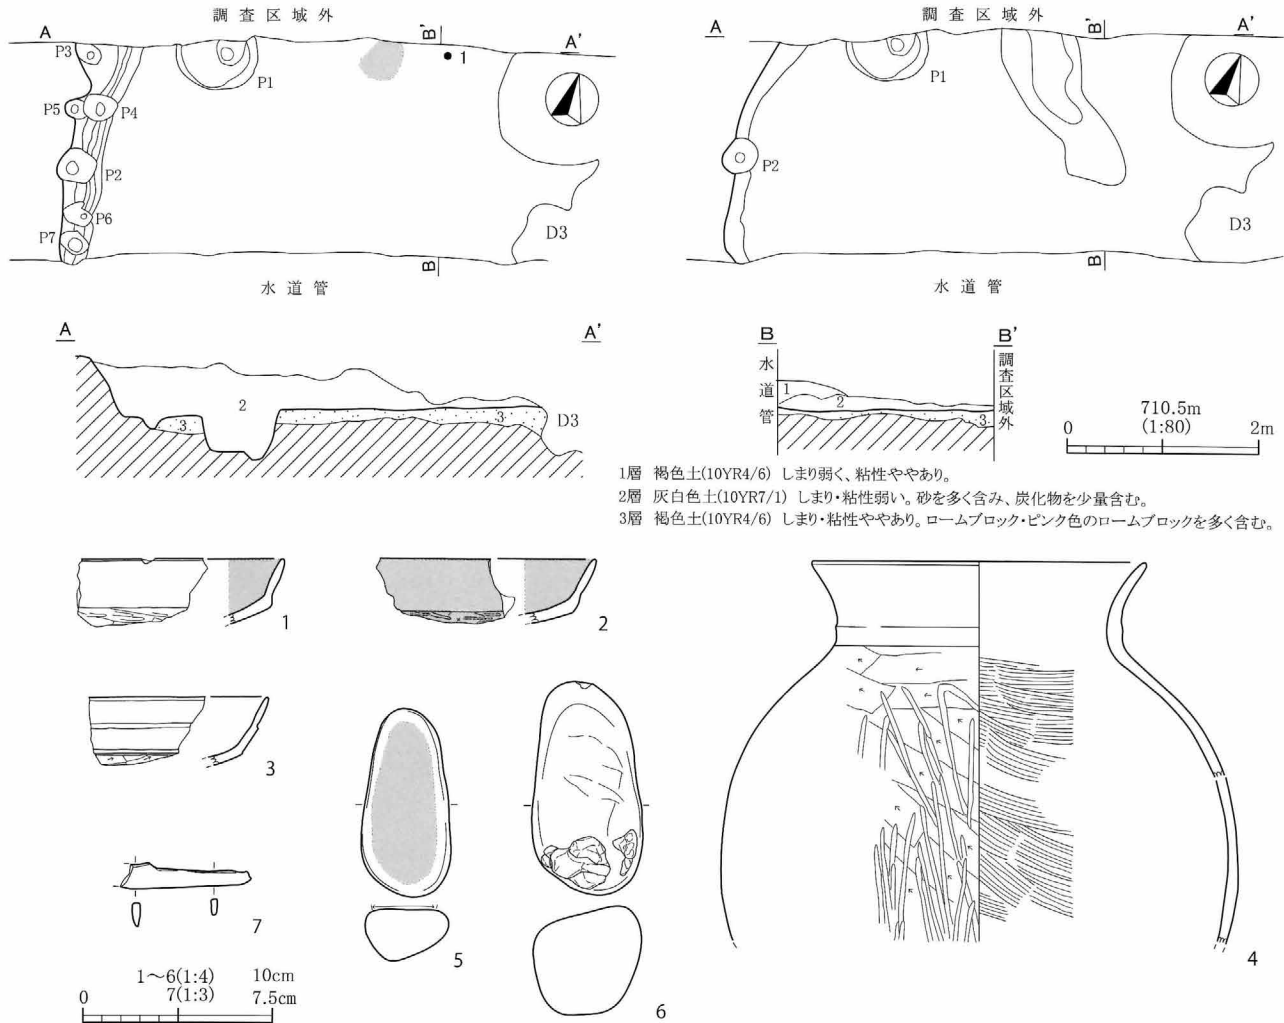 調査区域外
A
B'
A'
P3
P1
1
P5
P4
P2
P6
P7
D3
B
水道管
調査区域外
A
B'
A'
P1
P2
D3
B
水道管
A
A'
2
3
3
D3
B
B'
水道管
1
2
3
調査区域外
710.5m
0 (1:80) 2m
1層 褐色土(10YR4/6) しまり弱く、粘性ややあり。
2層 灰白色土(10YR7/1) しまり・粘性弱い。砂を多く含み、炭化物を少量含む。
3層 褐色土(10YR4/6) しまり・粘性ややあり。ロームブロック・ピンク色のロームブロックを多く含む。
1
2
3
4
5
6
7
1～6(1:4) 10cm
0 7(1:3) 7.5cm